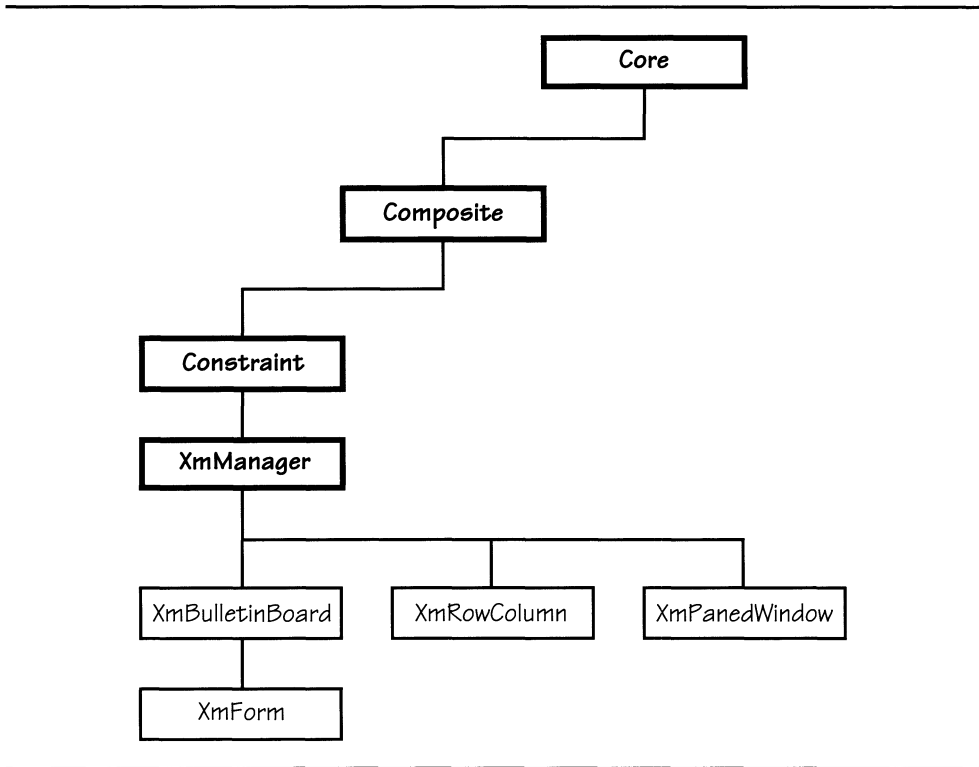 Core
Composite
Constraint
XmManager
XmBulletinBoard
XmRowColumn
XmPanedWindow
XmForm